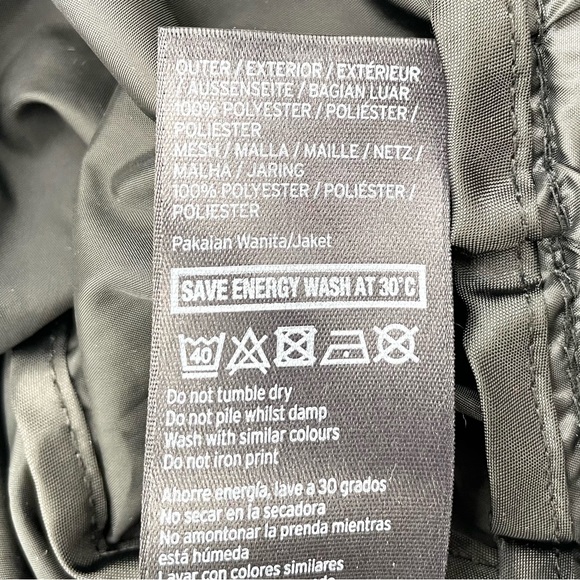 OUTER / EXTERIOR / EXTÉRIEUR
/ AUSSENSEITE / BAGIAN LUAR
100% POLYESTER / POLIÉSTER /
POLYESTER
MESH / MALLA / MAILLE / NETZ /
MALHA / JARING
100% POLYESTER / POLIÉSTER /
POLYESTER
Pakaian Wanita/Jaket
SAVE ENERGY WASH AT 30°C
40
Do not tumble dry
Do not pile whilst damp
Wash with similar colours
Do not iron print
Ahorre energía, lave a 30 grados
No secar en la secadora
No amontonar la prenda mientras
está húmeda
Lavar con colores similares